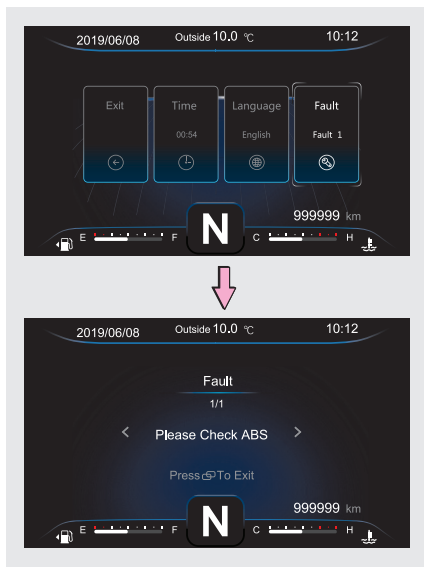 2019/06/08 Outside 10.0 ℃ 10:12
Exit Time Language Fault
00:54 English Fault 1
999999 km
E F N C H
2019/06/08 Outside 10.0 ℃ 10:12
Fault
1/1
< Please Check ABS >
Press To Exit
999999 km
E F N C H